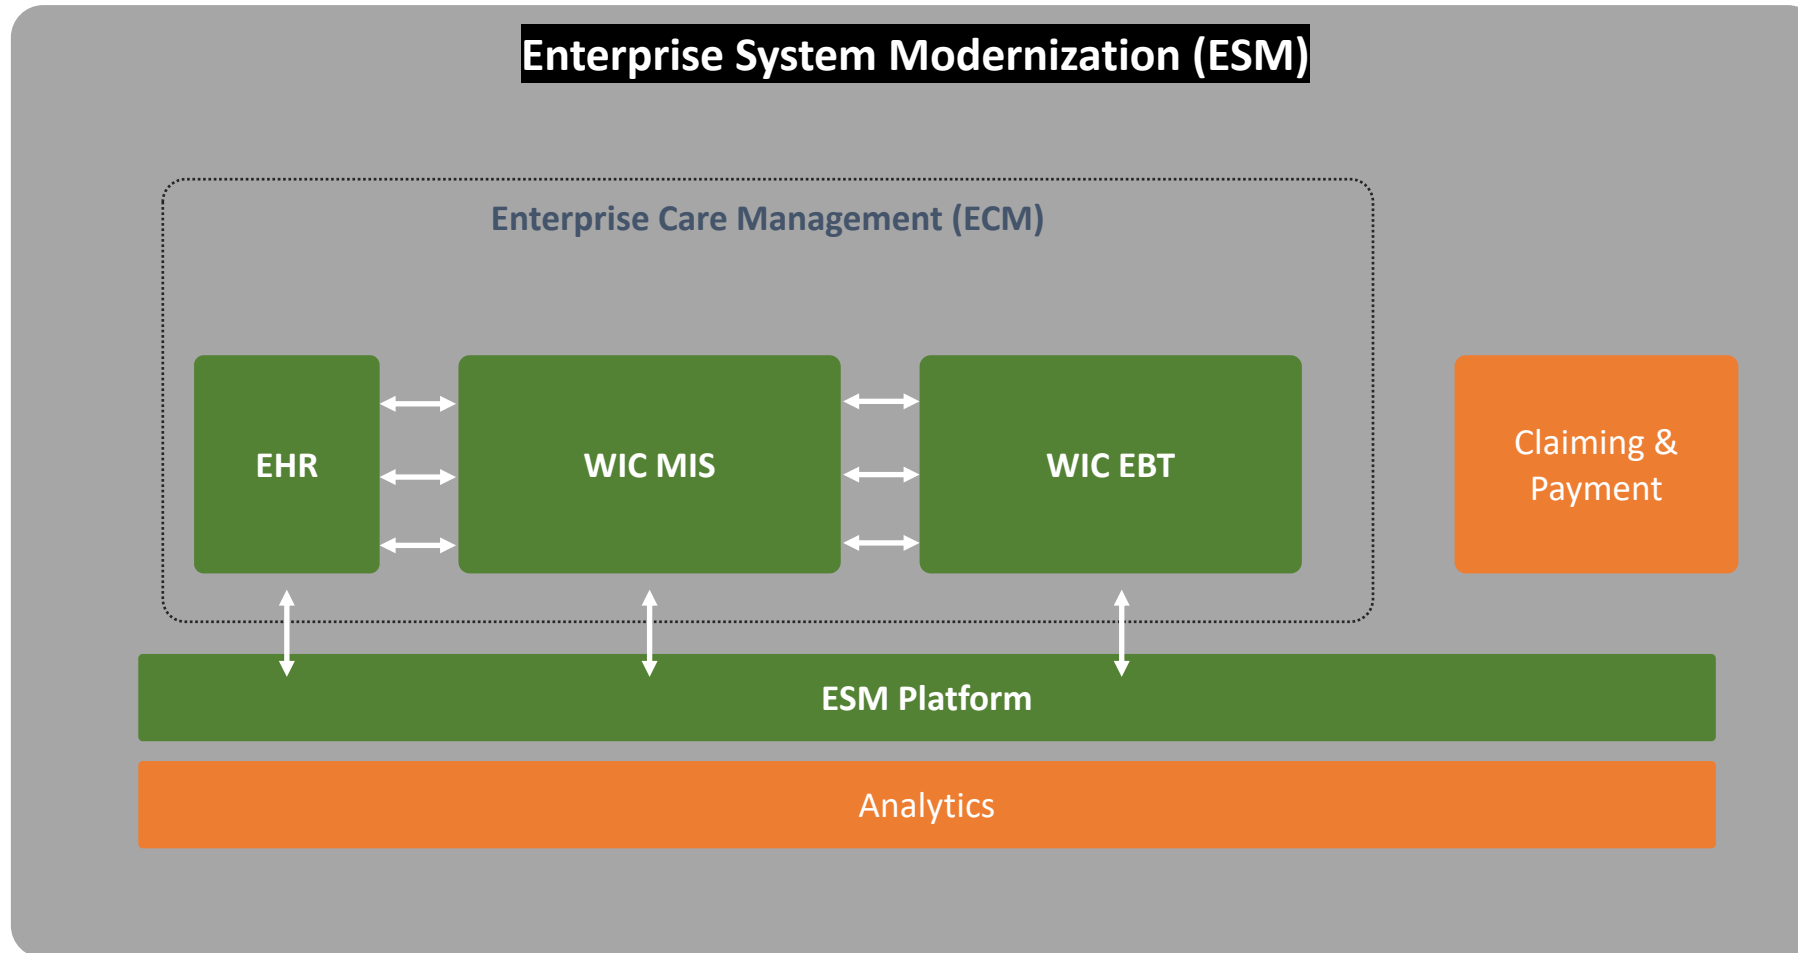 Enterprise System Modernization (ESM)
Enterprise Care Management (ECM)
EHR
WIC MIS
WIC EBT
Claiming &
Payment
ESM Platform
Analytics